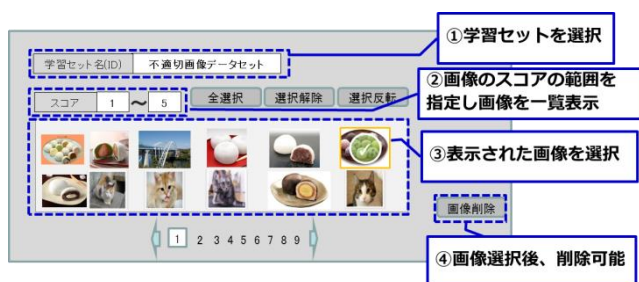 ①学習セットを選択
学習セット名(ID) 不適切画像データセット
②画像のスコアの範囲を
指定し画像を一覧表示
スコア 1 ～ 5 全選択 選択解除 選択反転
③表示された画像を選択
画像削除
1 2 3 4 5 6 7 8 9
④画像選択後、削除可能